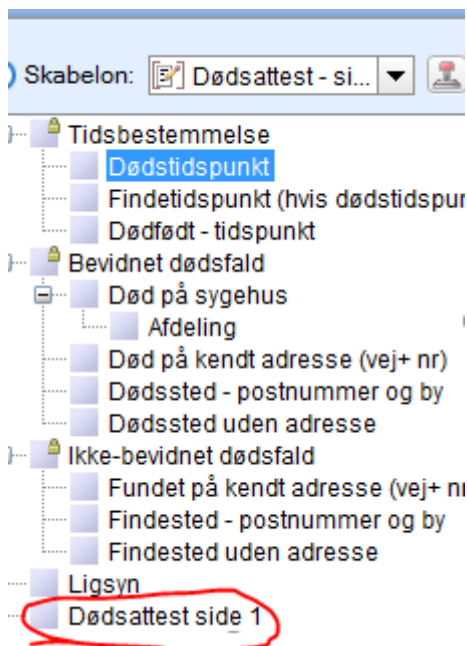 Skabelon: Dødsattest - si...
Tidsbestemmelse
Dødstidspunkt
Findetidspunkt (hvis dødstidspun
Dødfødt - tidspunkt
Bevidnet dødsfald
Død på sygehus
Afdeling
Død på kendt adresse (vej+ nr)
Dødssted - postnummer og by
Dødssted uden adresse
Ikke-bevidnet dødsfald
Fundet på kendt adresse (vej+ nr
Findested - postnummer og by
Findested uden adresse
Ligsyn
Dødsattest side 1